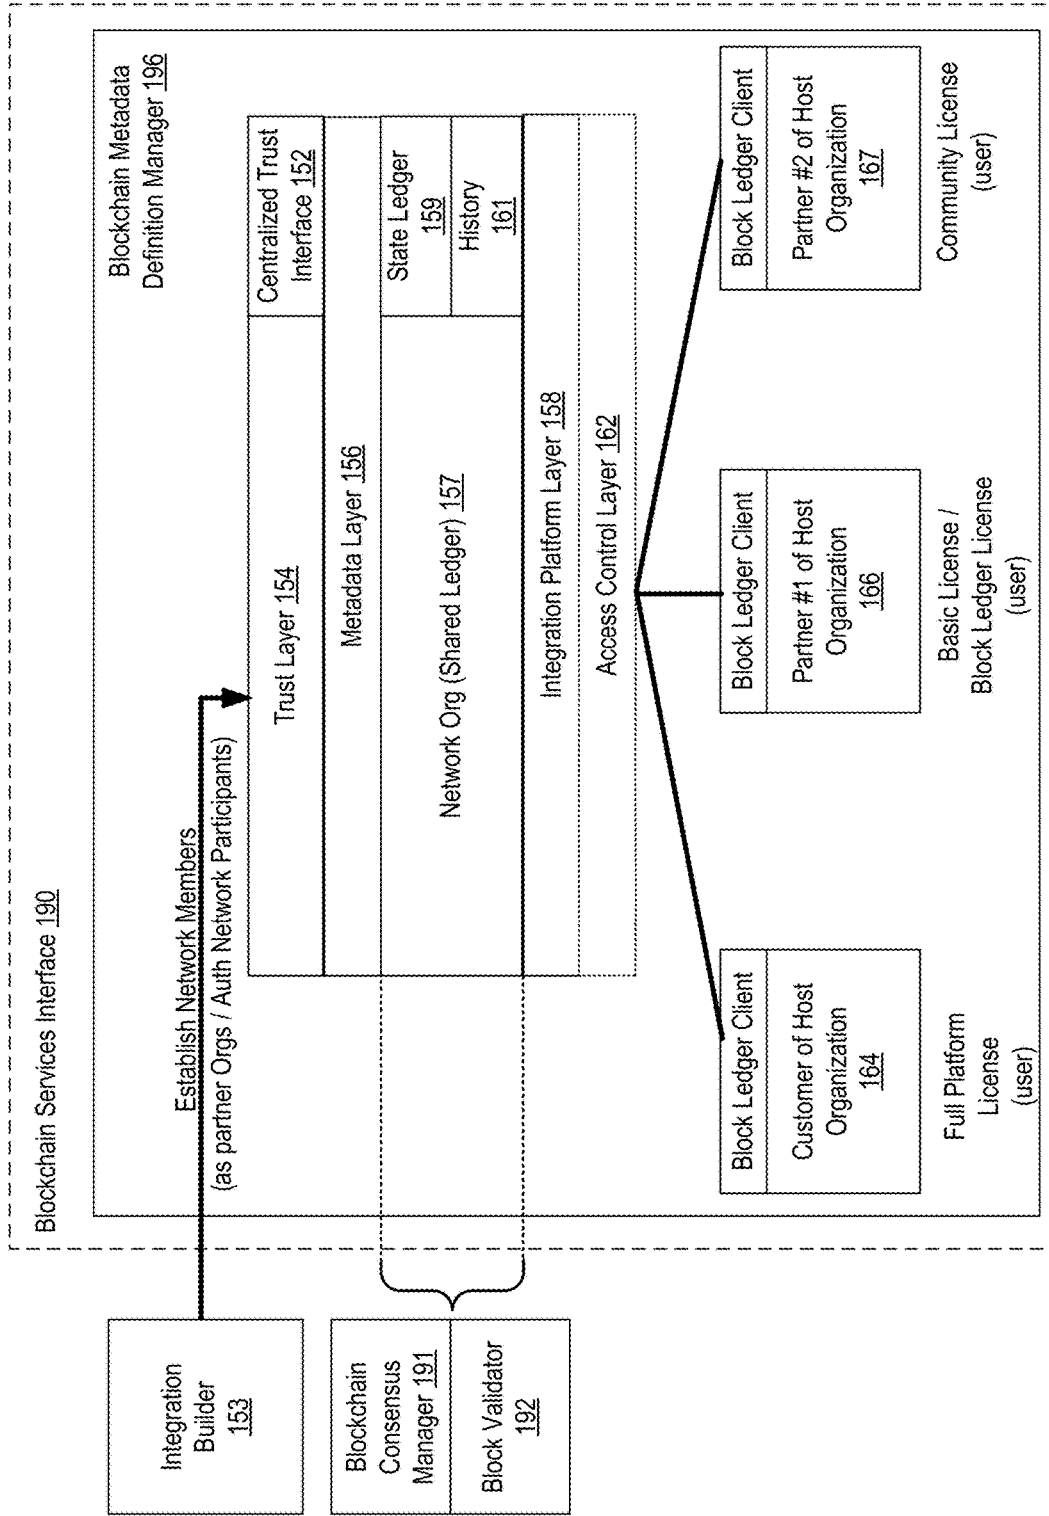 Blockchain Services Interface 190
Blockchain Metadata
Definition Manager 196
Integration
Builder
153
Establish Network Members
(as partner Orgs / Auth Network Participants)
Trust Layer 154
Centralized Trust
Interface 152
Metadata Layer 156
Blockchain
Consensus
Manager 191
Block Validator
192
Network Org (Shared Ledger) 157
State Ledger
159
History
161
Integration Platform Layer 158
Access Control Layer 162
Block Ledger Client
Customer of Host
Organization
164
Full Platform
License
(user)
Block Ledger Client
Partner #1 of Host
Organization
166
Basic License /
Block Ledger License
(user)
Block Ledger Client
Partner #2 of Host
Organization
167
Community License
(user)